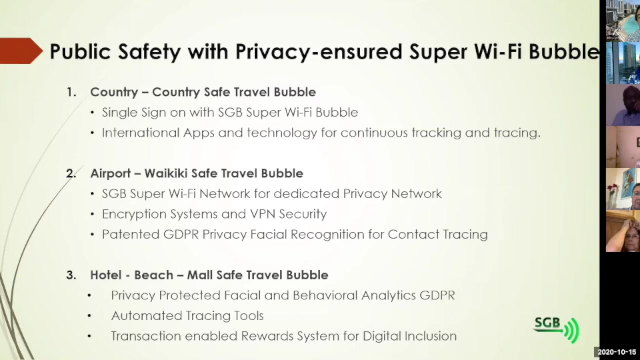 Public Safety with Privacy-ensured Super Wi-Fi Bubble
1. Country – Country Safe Travel Bubble
• Single Sign on with SGB Super Wi-Fi Bubble
• International Apps and technology for continuous tracking and tracing.
2. Airport – Waikiki Safe Travel Bubble
• SGB Super Wi-Fi Network for dedicated Privacy Network
• Encryption Systems and VPN Security
• Patented GDPR Privacy Facial Recognition for Contact Tracing
3. Hotel - Beach – Mall Safe Travel Bubble
• Privacy Protected Facial and Behavioral Analytics GDPR
• Automated Tracing Tools
• Transaction enabled Rewards System for Digital Inclusion
SGB
2020-10-15